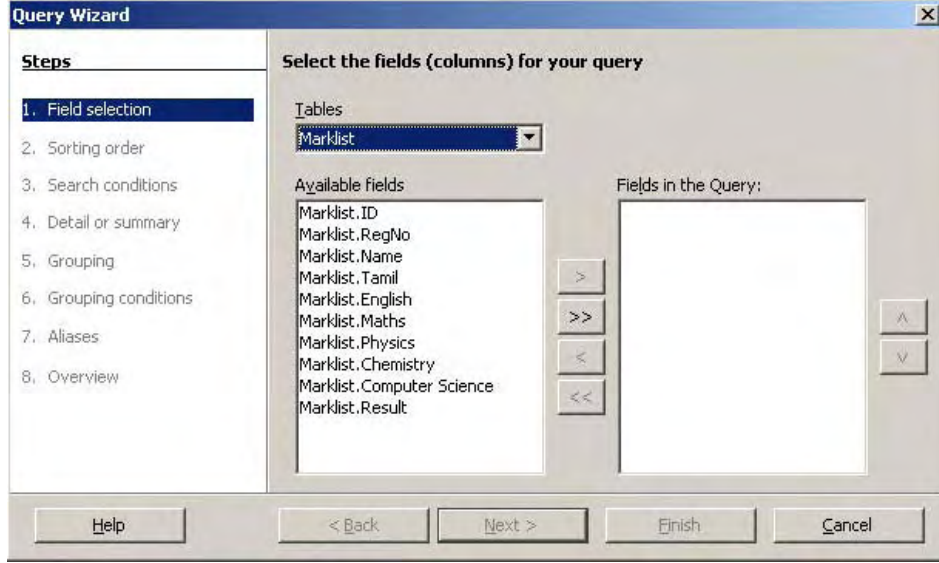 Query Wizard
Steps
1. Field selection
2. Sorting order
3. Search conditions
4. Detail or summary
5. Grouping
6. Grouping conditions
7. Aliases
8. Overview
Select the fields (columns) for your query
Tables
Marklist
Available fields
Marklist.ID
Marklist.RegNo
Marklist.Name
Marklist.Tamil
Marklist.English
Marklist.Maths
Marklist.Physics
Marklist.Chemistry
Marklist.Computer Science
Marklist.Result
>
>>
<
<<
Fields in the Query:
Help
< Back
Next >
Finish
Cancel